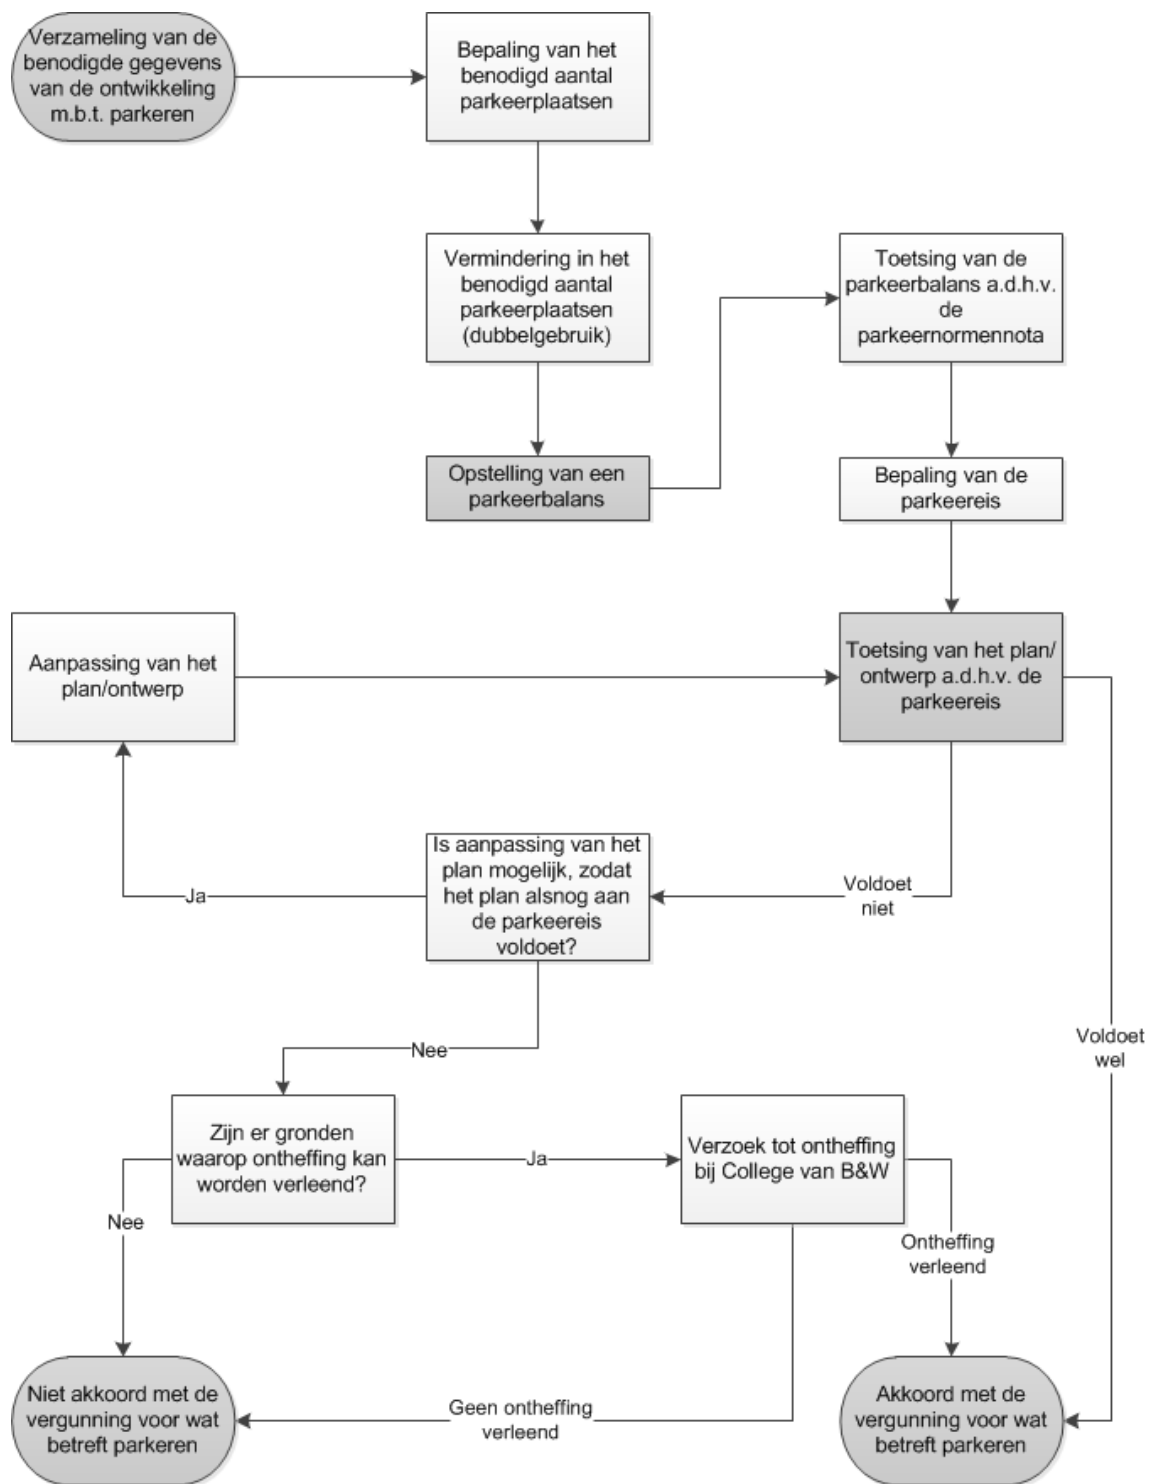 Verzameling van de
benodigde gegevens
van de ontwikkeling
m.b.t. parkeren
Bepaling van het
benodigd aantal
parkeerplaatsen
Vermindering in het
benodigd aantal
parkeerplaatsen
(dubbelgebruik)
Toetsing van de
parkeerbalans a.d.h.v.
de
parkeernormennota
Opstelling van een
parkeerbalans
Bepaling van de
parkeereis
Aanpassing van het
plan/ontwerp
Toetsing van het plan/
ontwerp a.d.h.v. de
parkeereis
Is aanpassing van het
plan mogelijk, zodat
het plan alsnog aan
de parkeereis
voldoet?
Ja
Voldoet
niet
Nee
Voldoet
wel
Zijn er gronden
waarop ontheffing kan
worden verleend?
Ja
Verzoek tot ontheffing
bij College van B&W
Nee
Ontheffing
verleend
Niet akkoord met de
vergunning voor wat
betreft parkeren
Geen ontheffing
verleend
Akkoord met de
vergunning voor wat
betreft parkeren